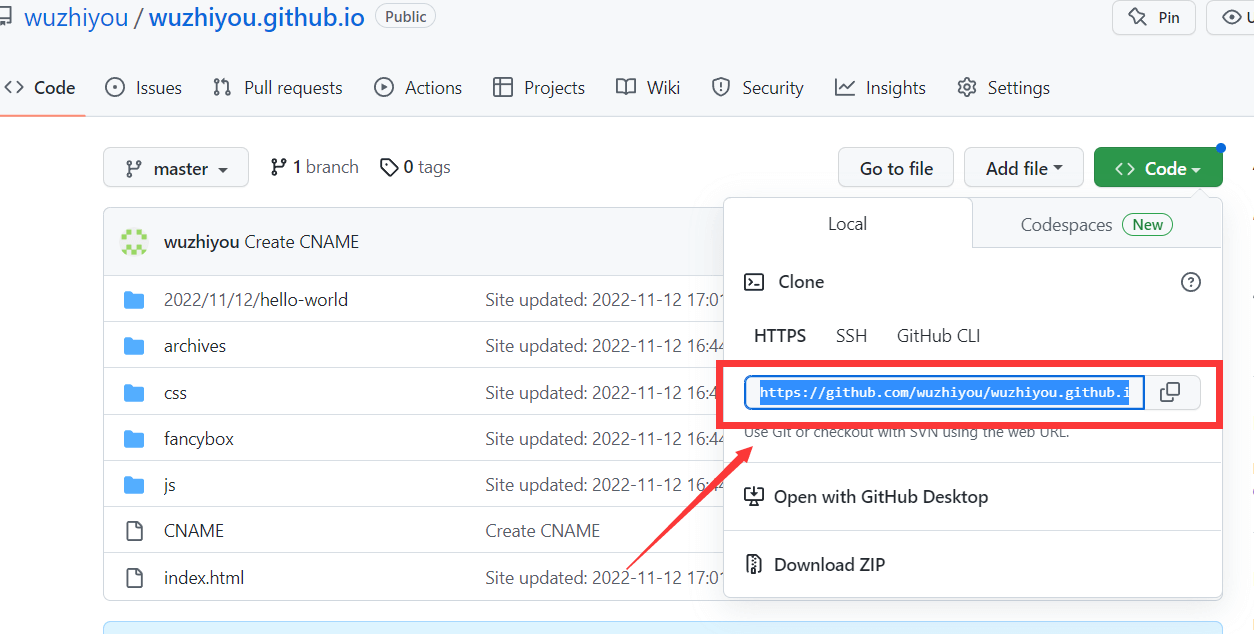 wuzhiyou / wuzhiyou.github.io Public Pin
Code Issues Pull requests Actions Projects Wiki Security Insights Settings
master 1 branch 0 tags Go to file Add file Code
wuzhiyou Create CNAME
2022/11/12/hello-world Site updated: 2022-11-12 17:01
archives Site updated: 2022-11-12 16:44
css Site updated: 2022-11-12 16:44
fancybox Site updated: 2022-11-12 16:44
js Site updated: 2022-11-12 16:44
CNAME Create CNAME
index.html Site updated: 2022-11-12 17:01
Local Codespaces New
Clone
HTTPS SSH GitHub CLI
https://github.com/wuzhiyou/wuzhiyou.github.i
Use Git or checkout with SVN using the web URL.
Open with GitHub Desktop
Download ZIP